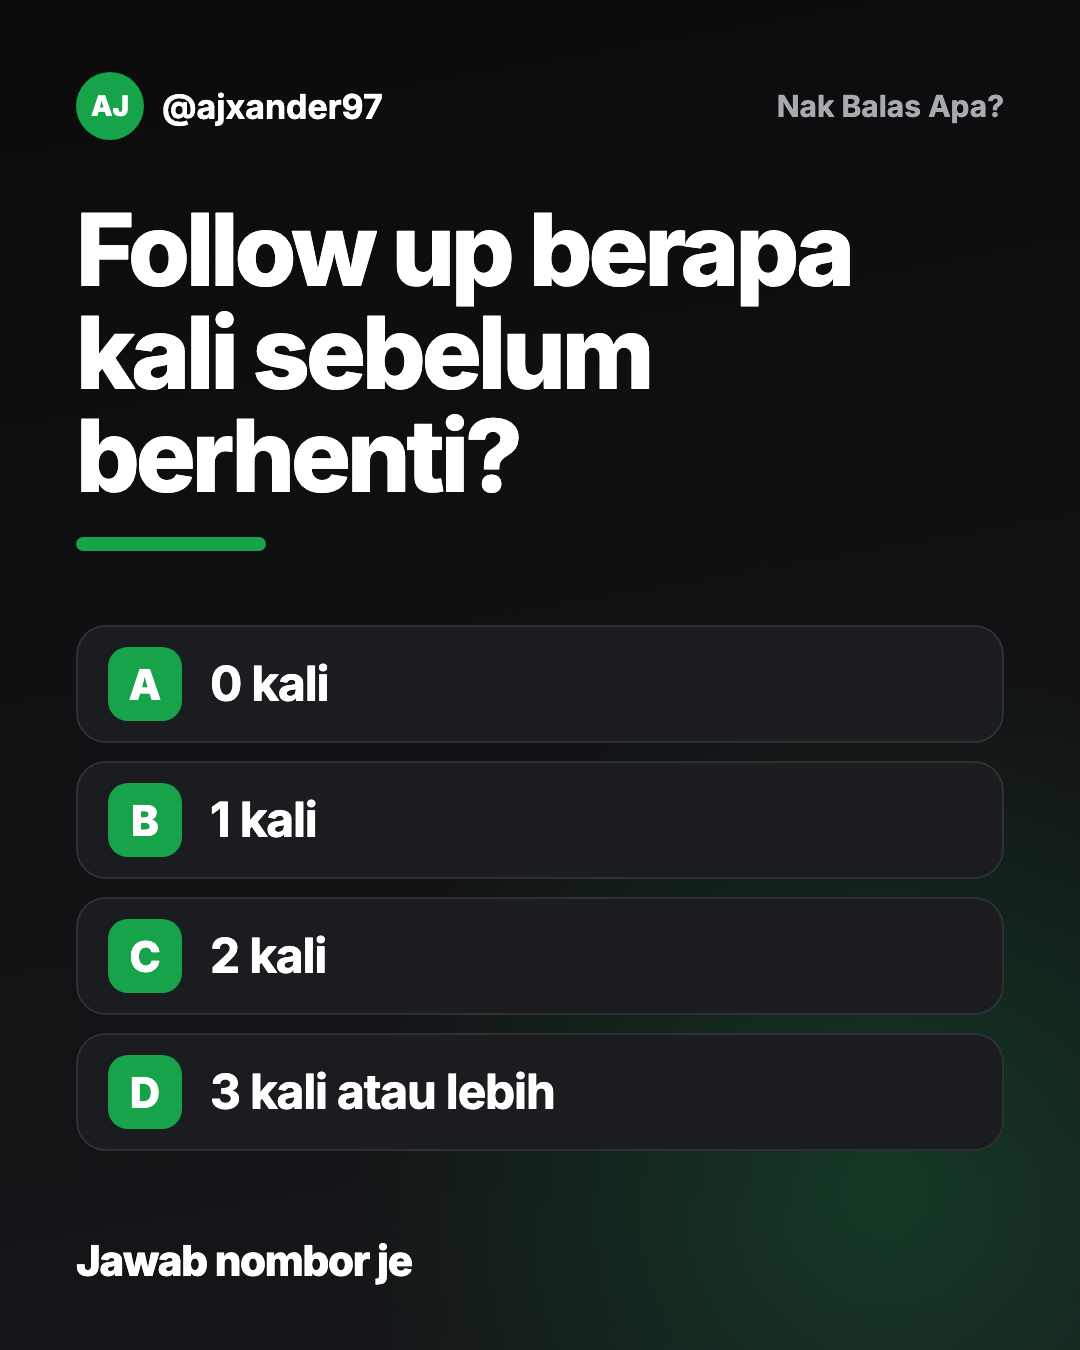 AJ @ajxander97
Nak Balas Apa?
Follow up berapa
kali sebelum
berhenti?
A 0 kali
B 1 kali
C 2 kali
D 3 kali atau lebih
Jawab nombor je